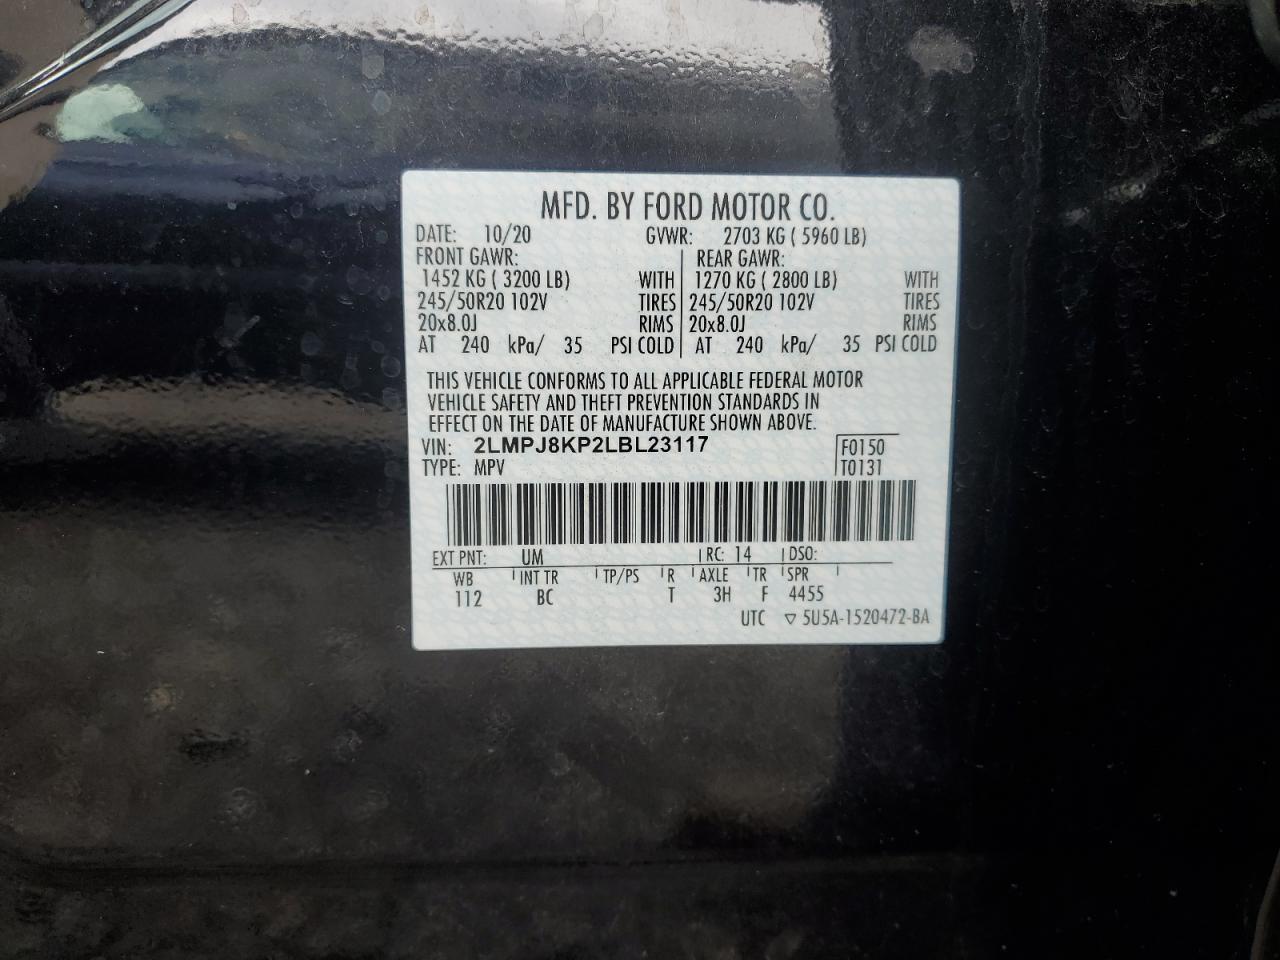 MFD. BY FORD MOTOR CO.
DATE: 10/20 GVWR: 2703 KG ( 5960 LB)
FRONT GAWR: REAR GAWR:
1452 KG ( 3200 LB) WITH 1270 KG ( 2800 LB) WITH
245/50R20 102V TIRES 245/50R20 102V TIRES
20x8.0J RIMS 20x8.0J RIMS
AT 240 kPa/ 35 PSI COLD AT 240 kPa/ 35 PSI COLD
THIS VEHICLE CONFORMS TO ALL APPLICABLE FEDERAL MOTOR
VEHICLE SAFETY AND THEFT PREVENTION STANDARDS IN
EFFECT ON THE DATE OF MANUFACTURE SHOWN ABOVE.
VIN: 2LMPJ8KP2LBL23117 F0150
TYPE: MPV T0131
EXT PNT: UM RC: 14 DSO:
WB INT TR TP/PS R AXLE TR SPR
112 BC T 3H F 4455
UTC ▽ 5U5A-1520472-BA